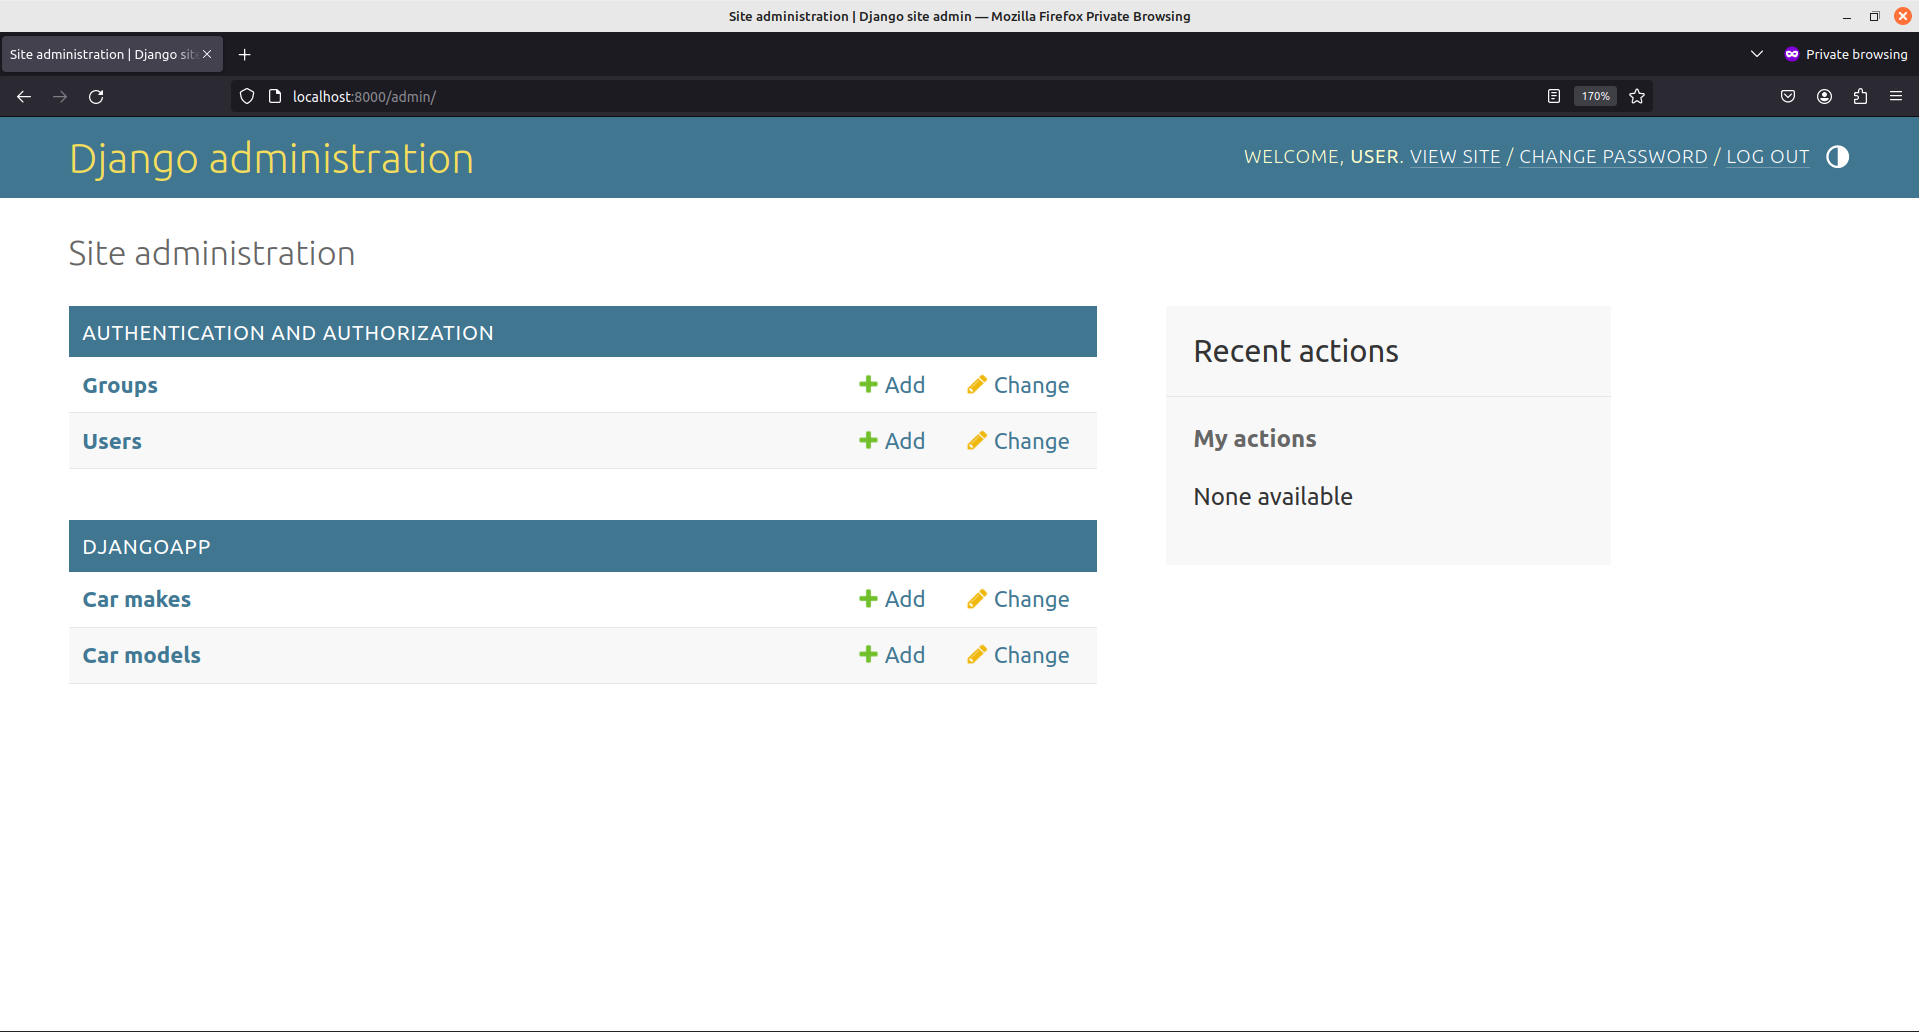 Site administration | Django site admin — Mozilla Firefox Private Browsing
Site administration | Django sit
Private browsing
localhost:8000/admin/
170%
Django administration
WELCOME, USER. VIEW SITE / CHANGE PASSWORD / LOG OUT
Site administration
AUTHENTICATION AND AUTHORIZATION
Groups Add Change
Users Add Change
DJANGOAPP
Car makes Add Change
Car models Add Change
Recent actions
My actions
None available